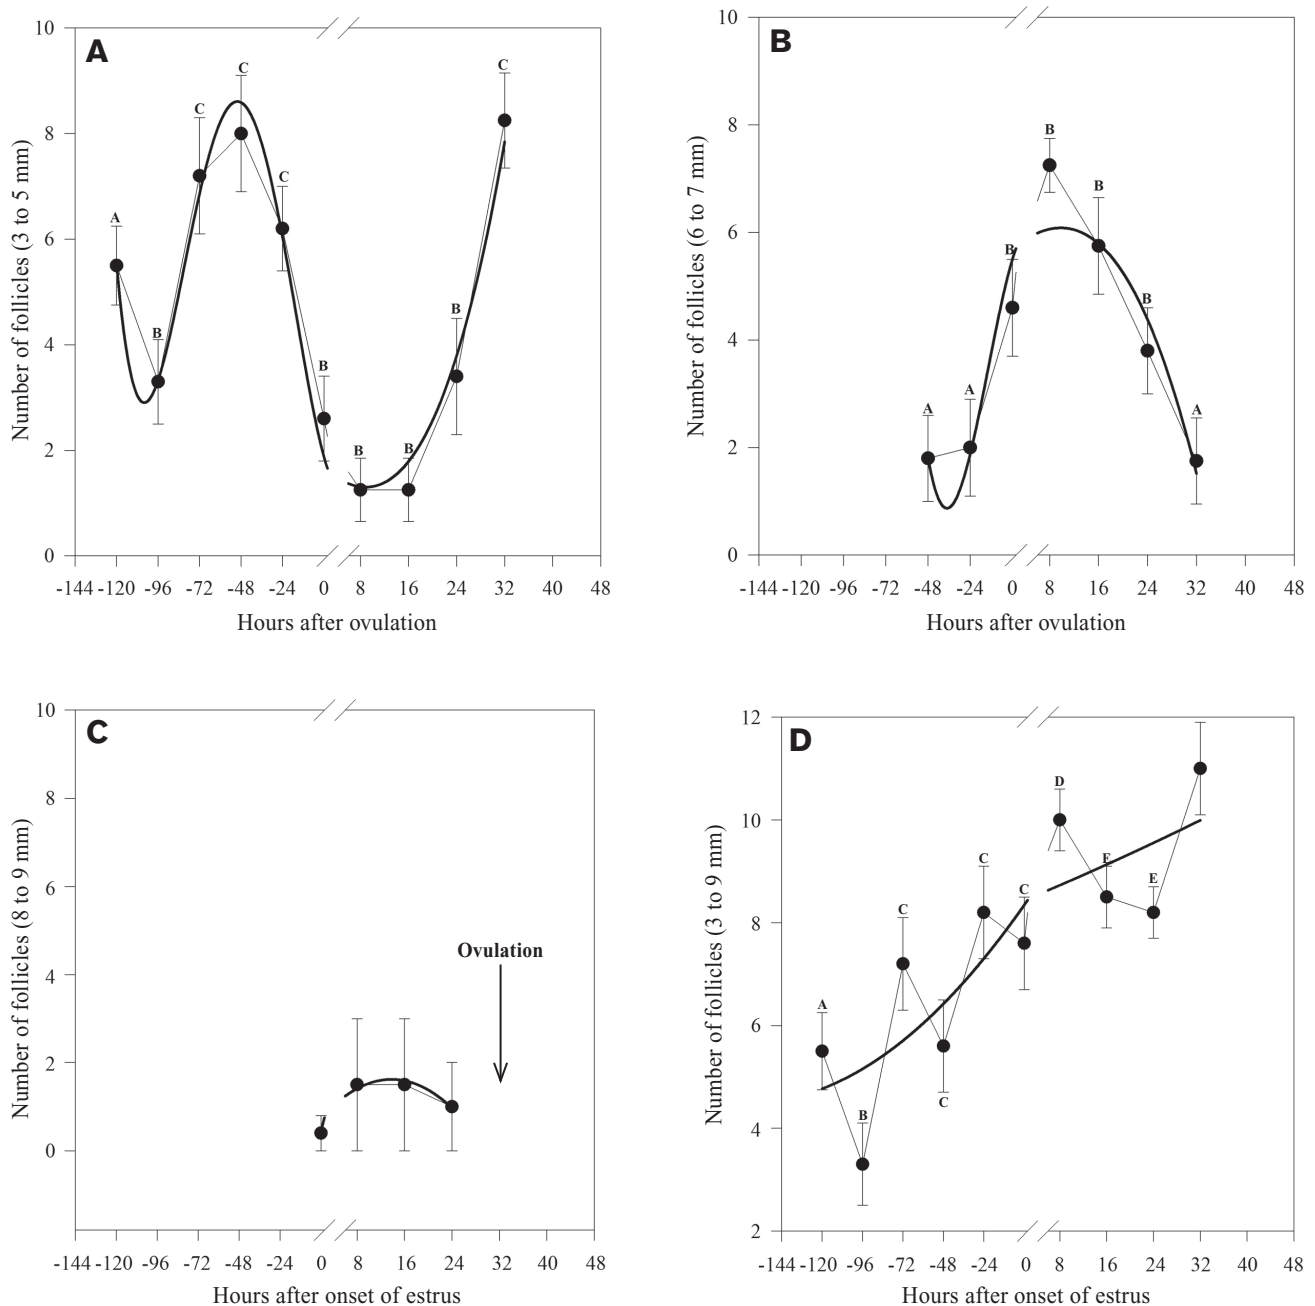 A
10
8
6
4
2
0
Number of follicles (3 to 5 mm)
A
B
C
C
C
B
B
B
B
C
-144 -120 -96 -72 -48 -24 0 8 16 24 32 40 48
Hours after ovulation
B
10
8
6
4
2
0
Number of follicles (6 to 7 mm)
A
A
B
B
B
B
A
-144 -120 -96 -72 -48 -24 0 8 16 24 32 40 48
Hours after ovulation
C
10
8
6
4
2
0
Number of follicles (8 to 9 mm)
Ovulation
-144 -120 -96 -72 -48 -24 0 8 16 24 32 40 48
Hours after onset of estrus
D
12
10
8
6
4
2
Number of follicles (3 to 9 mm)
A
B
C
C
C
C
D
E
E
-144 -120 -96 -72 -48 -24 0 8 16 24 32 40 48
Hours after onset of estrus